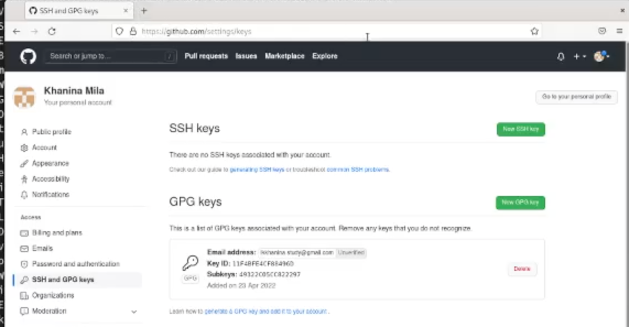 SSH and GPG keys
https://github.com/settings/keys
Search or jump to...
/
Pull requests
Issues
Marketplace
Explore
Khanina Mila
Your personal account
Go to your personal profile
Public profile
Account
Appearance
Accessibility
Notifications
Access
Billing and plans
Emails
Password and authentication
SSH and GPG keys
Organizations
Moderation
SSH keys
New SSH key
There are no SSH keys associated with your account.
Check out our guide to generating SSH keys or troubleshoot common SSH problems.
GPG keys
New GPG key
This is a list of GPG keys associated with your account. Remove any keys that you do not recognize.
Email address: Unverified
Key ID: 11F4BFE4CF88496D
Subkeys: 49322C05CC822297
Added on 23 Apr 2022
GPG
Delete
Learn how to generate a GPG key and add it to your account.